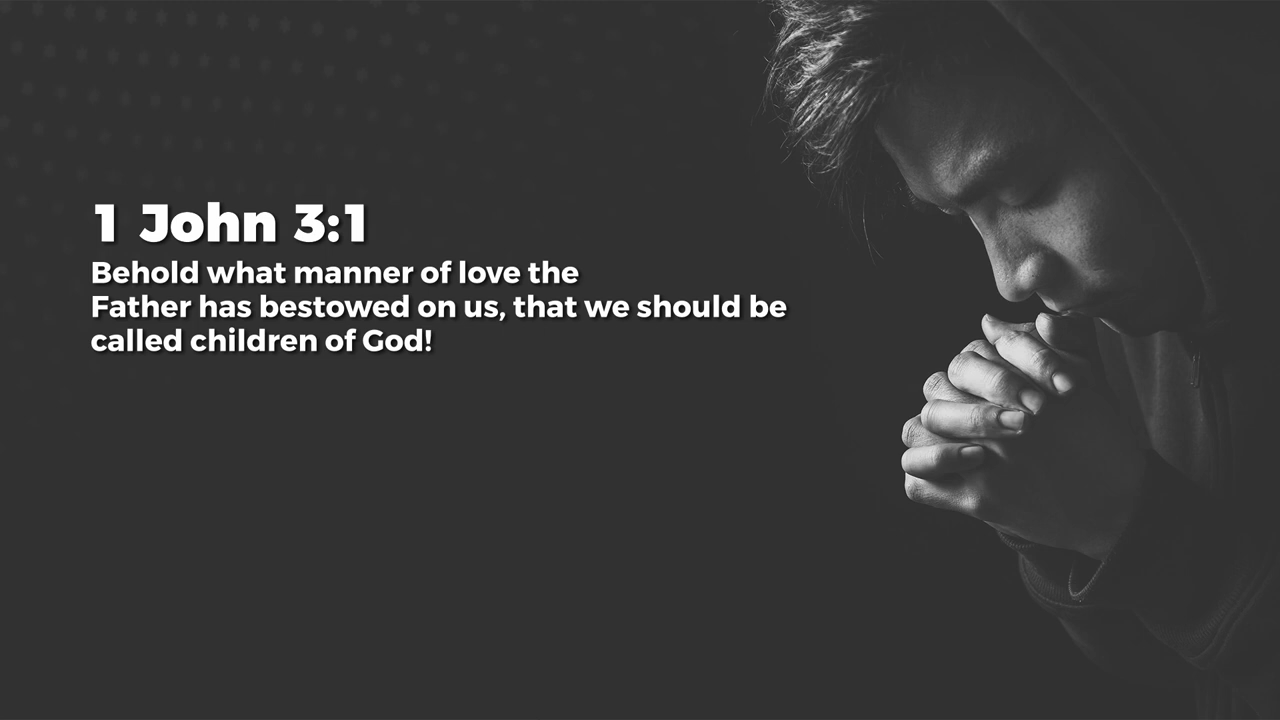 1 John 3:1
Behold what manner of love the
Father has bestowed on us, that we should be
called children of God!